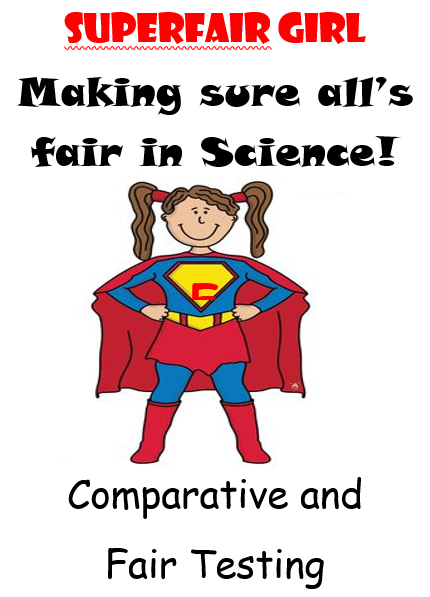 SUPERFAIR GIRL
Making sure all's
fair in Science!
Comparative and
Fair Testing